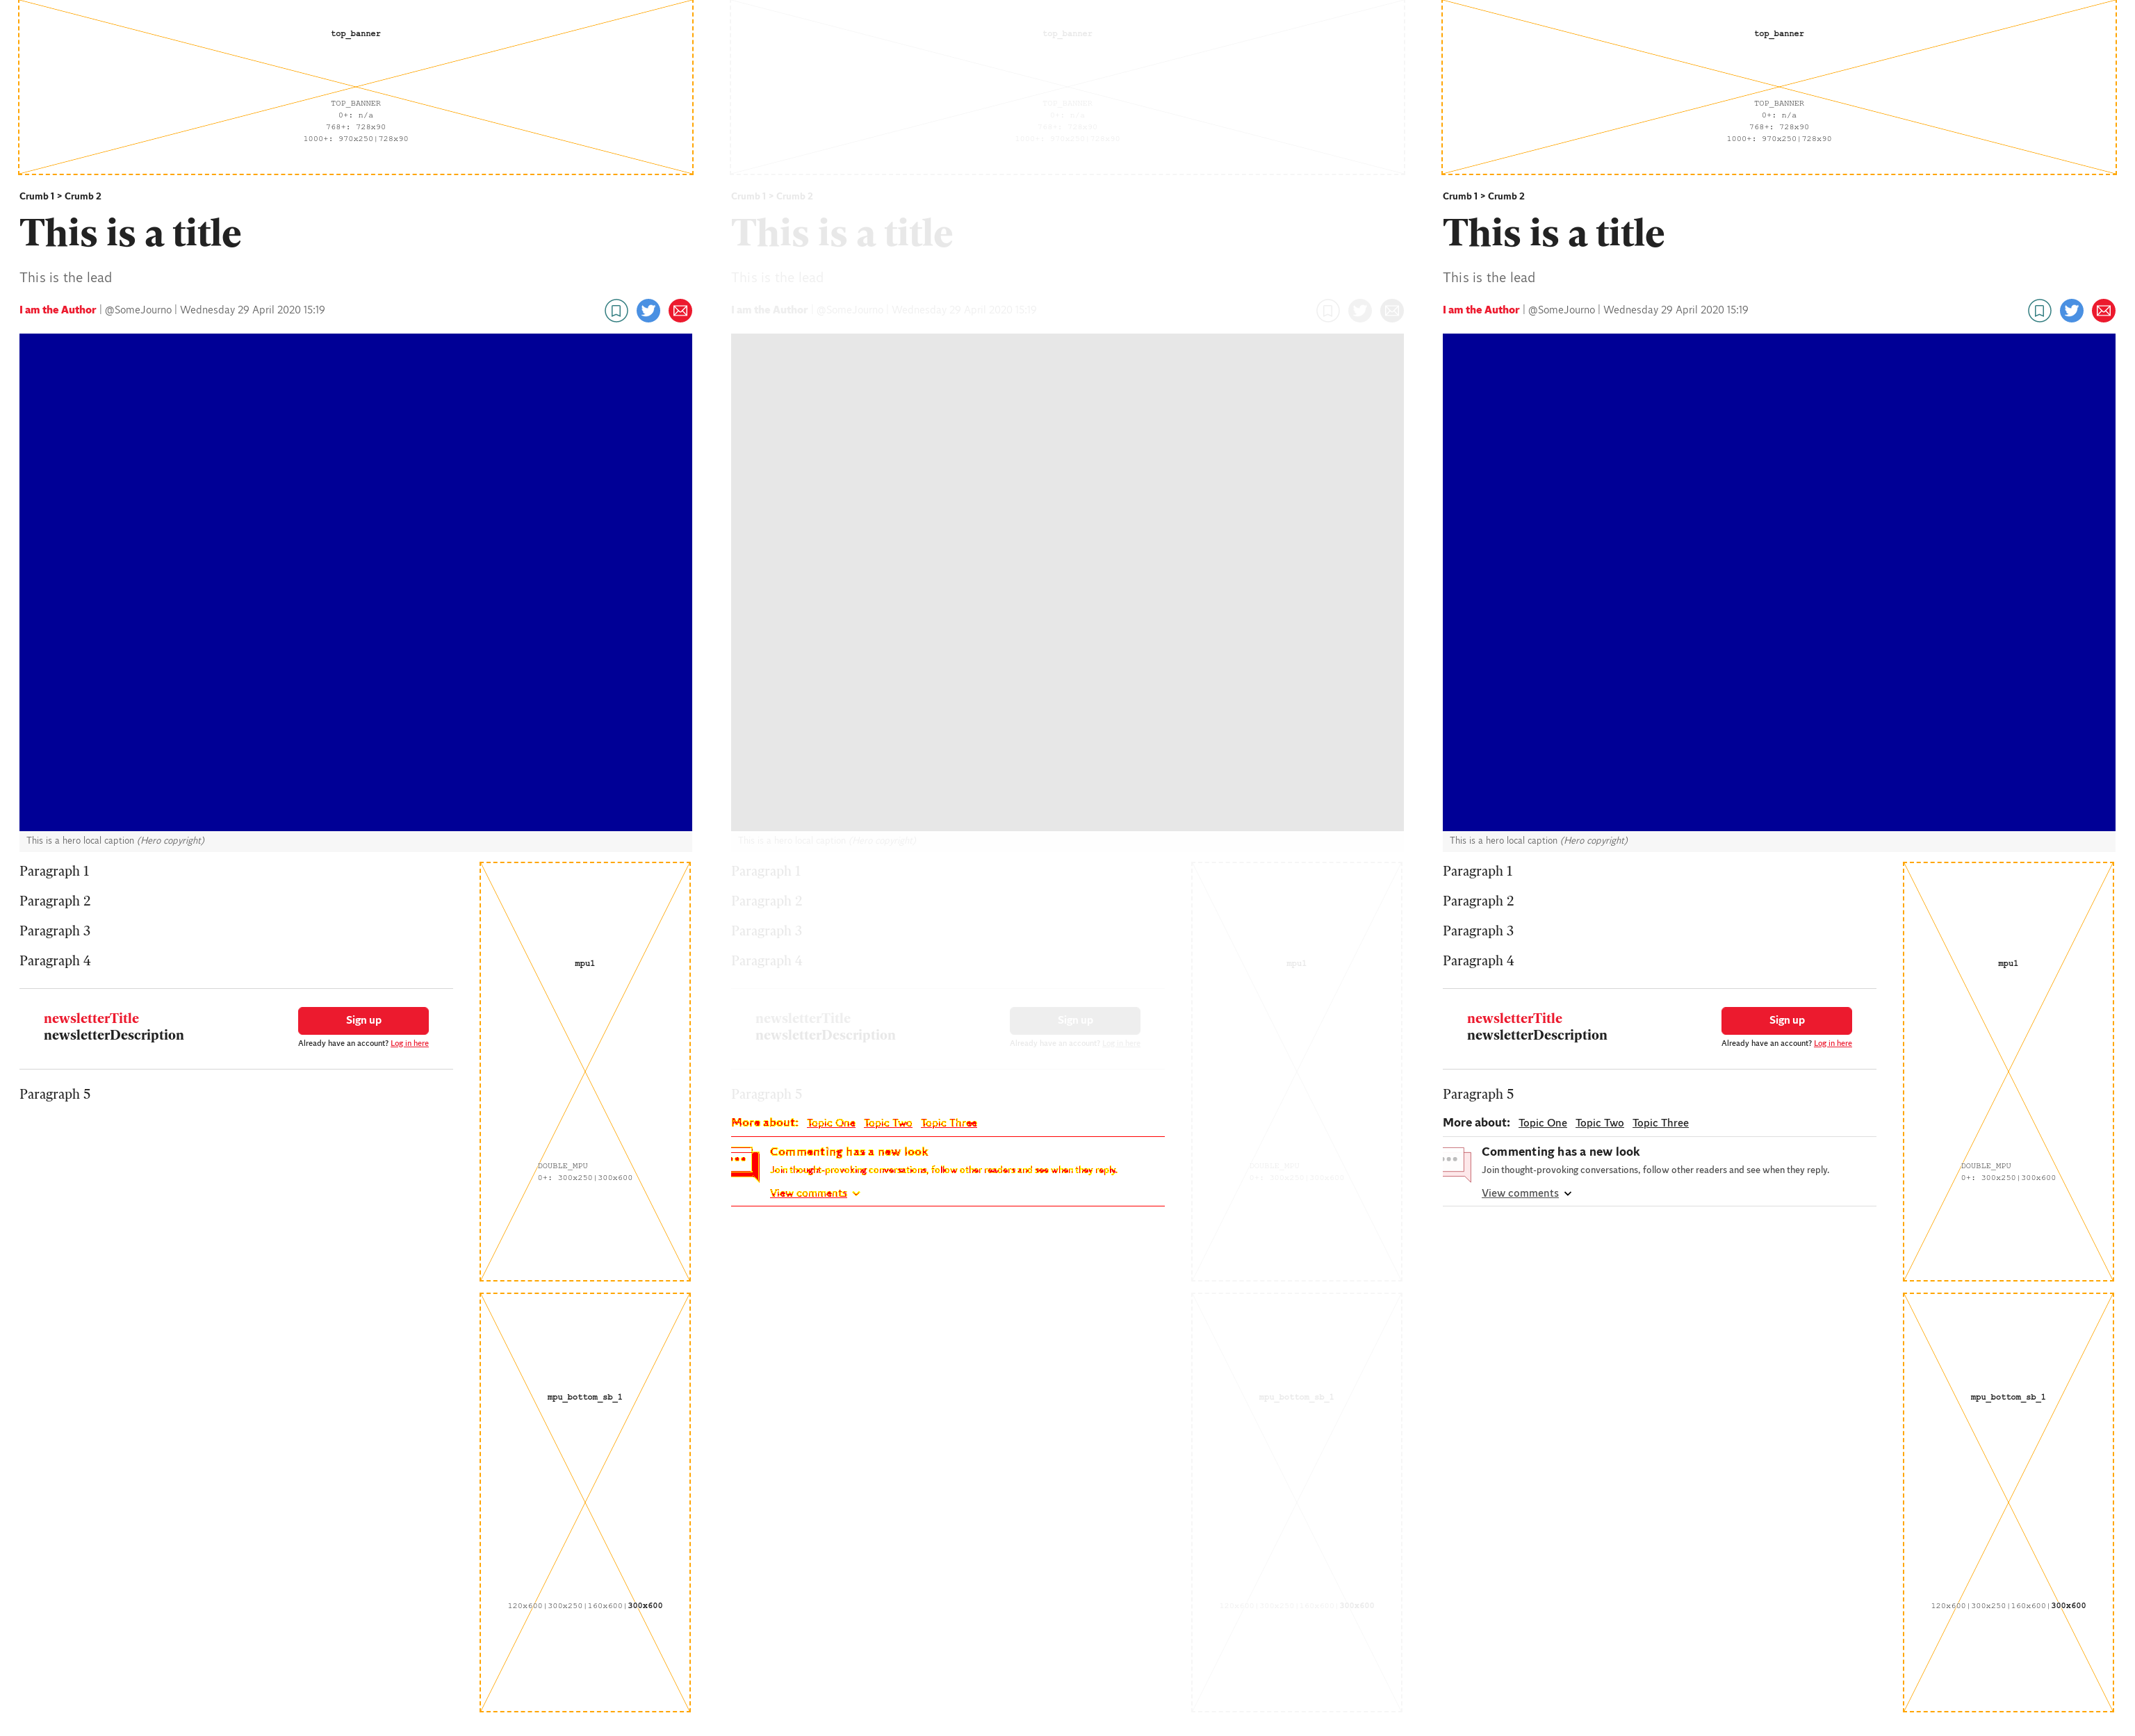 top_banner
TOP_BANNER
0+: n/a
768+: 728x90
1000+: 970x250|728x90
Crumb 1 > Crumb 2
This is a title
This is the lead
I am the Author | @SomeJourno | Wednesday 29 April 2020 15:19
This is a hero local caption (Hero copyright)
Paragraph 1
Paragraph 2
Paragraph 3
Paragraph 4
newsletterTitle
newsletterDescription
Sign up
Already have an account? Log in here
Paragraph 5
mpu1
DOUBLE_MPU
0+: 300x250|300x600
mpu_bottom_sb_1
120x600|300x250|160x600|300x600
top_banner
TOP_BANNER
0+: n/a
768+: 728x90
1000+: 970x250|728x90
Crumb 1 > Crumb 2
This is a title
This is the lead
I am the Author | @SomeJourno | Wednesday 29 April 2020 15:19
This is a hero local caption (Hero copyright)
Paragraph 1
Paragraph 2
Paragraph 3
Paragraph 4
newsletterTitle
newsletterDescription
Sign up
Already have an account? Log in here
Paragraph 5
More about: Topic One Topic Two Topic Three
Commenting has a new look
Join thought-provoking conversations, follow other readers and see when they reply.
View comments
mpu1
DOUBLE_MPU
0+: 300x250|300x600
mpu_bottom_sb_1
120x600|300x250|160x600|300x600
top_banner
TOP_BANNER
0+: n/a
768+: 728x90
1000+: 970x250|728x90
Crumb 1 > Crumb 2
This is a title
This is the lead
I am the Author | @SomeJourno | Wednesday 29 April 2020 15:19
This is a hero local caption (Hero copyright)
Paragraph 1
Paragraph 2
Paragraph 3
Paragraph 4
newsletterTitle
newsletterDescription
Sign up
Already have an account? Log in here
Paragraph 5
More about: Topic One Topic Two Topic Three
Commenting has a new look
Join thought-provoking conversations, follow other readers and see when they reply.
View comments
mpu1
DOUBLE_MPU
0+: 300x250|300x600
mpu_bottom_sb_1
120x600|300x250|160x600|300x600